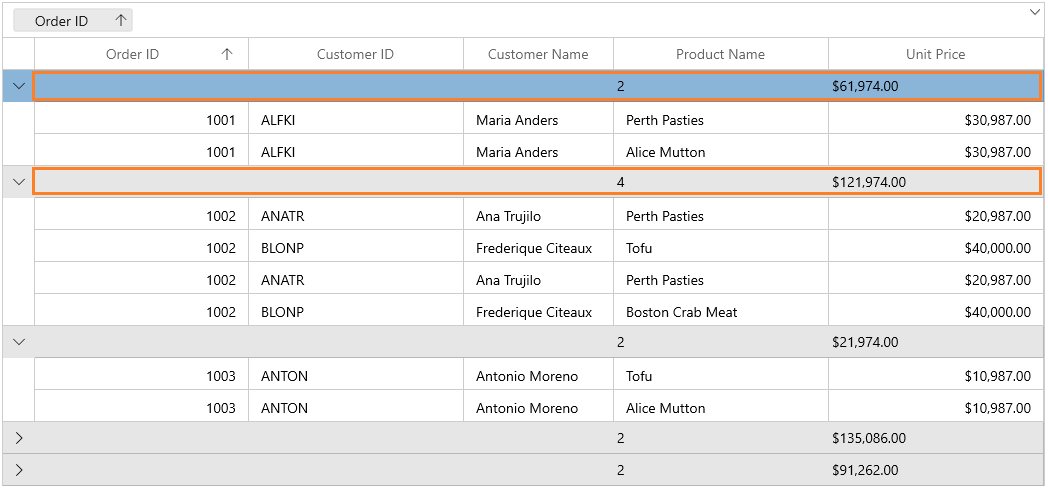 Order ID
Order ID Customer ID Customer Name Product Name Unit Price
2 $61,974.00
1001 ALFKI Maria Anders Perth Pasties $30,987.00
1001 ALFKI Maria Anders Alice Mutton $30,987.00
4 $121,974.00
1002 ANATR Ana Trujilo Perth Pasties $20,987.00
1002 BLONP Frederique Citeaux Tofu $40,000.00
1002 ANATR Ana Trujilo Perth Pasties $20,987.00
1002 BLONP Frederique Citeaux Boston Crab Meat $40,000.00
2 $21,974.00
1003 ANTON Antonio Moreno Tofu $10,987.00
1003 ANTON Antonio Moreno Alice Mutton $10,987.00
2 $135,086.00
2 $91,262.00